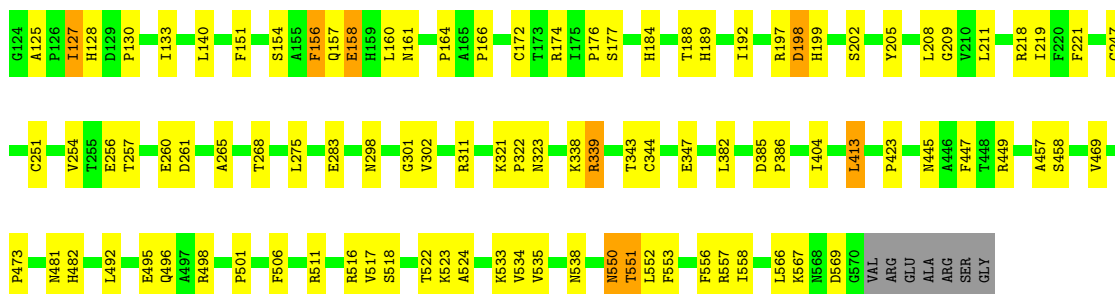 G124 A125 P126 I127 H128 D129 P130 I133 L140 F151 S154 A155 F156 Q157 E158 H159 L160 N161 P164 A165 P166 C172 T173 R174 I175 P176 S177 H184 T188 H189 I192 R197 D198 H199 S202 Y205 L208 G209 V210 L211 R218 I219 F220 F221
C251 V254 T255 E256 T257 E260 D261 A265 T268 L275 E283 N298 G301 V302 R311 K321 P322 N323 K338 R339 T343 C344 E347 L382 D385 P386 I404 L413 P423 N445 A446 F447 T448 R449 A457 S458 V469
P473 N481 H482 L492 E495 Q496 A497 R498 P501 F506 R511 R516 V517 S518 T522 K523 A524 K533 V534 V535 N538 N550 T551 L552 F553 F556 R557 I558 L566 K567 N568 D569 G570 VAL ARG GLU ALA ARG SER GLY